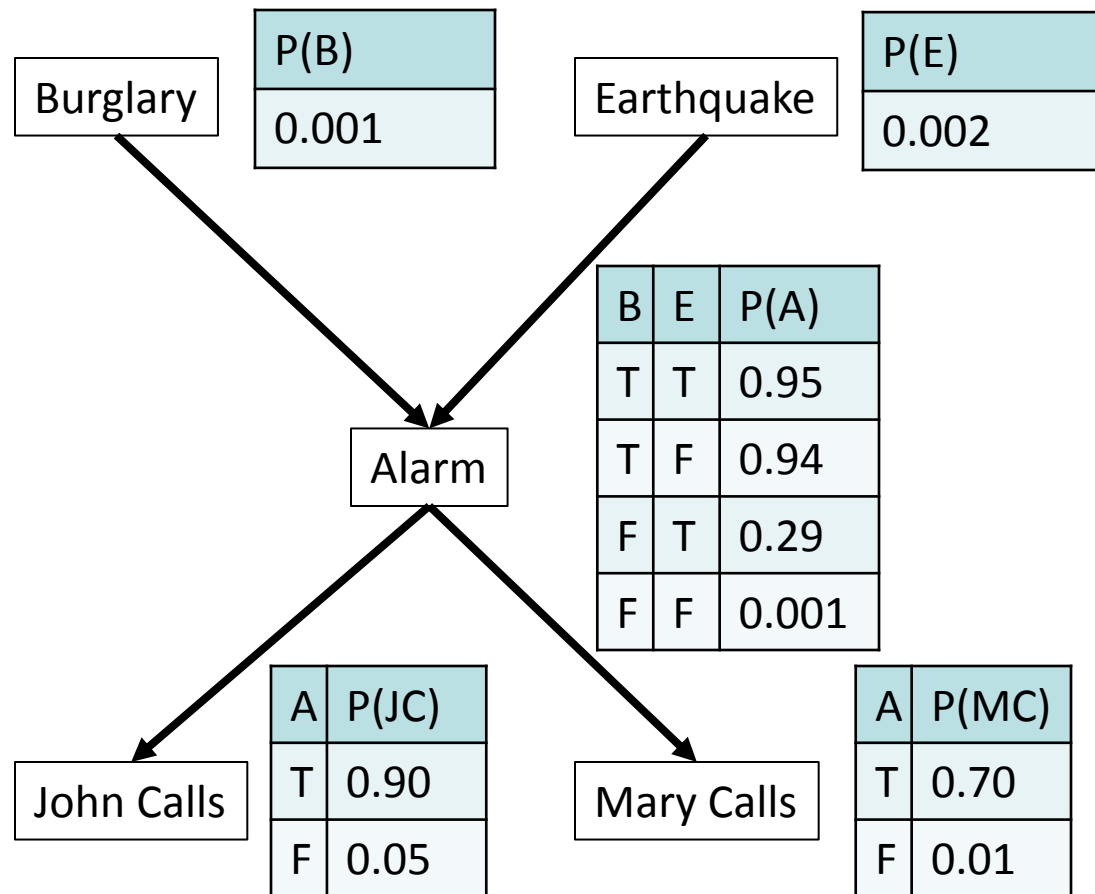 P(B)
0.001
Burglary
P(E)
0.002
Earthquake
B E P(A)
T T 0.95
T F 0.94
F T 0.29
F F 0.001
Alarm
A P(JC)
T 0.90
F 0.05
John Calls
A P(MC)
T 0.70
F 0.01
Mary Calls